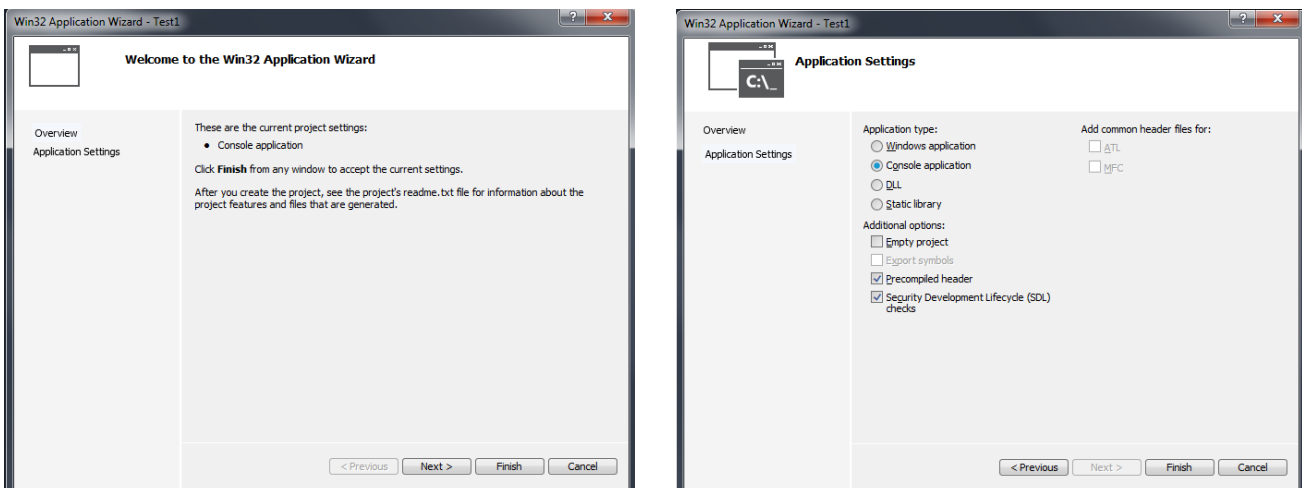 Win32 Application Wizard - Test1
Welcome to the Win32 Application Wizard
Overview
Application Settings
These are the current project settings:
• Console application
Click Finish from any window to accept the current settings.
After you create the project, see the project's readme.txt file for information about the
project features and files that are generated.
< Previous
Next >
Finish
Cancel
Win32 Application Wizard - Test1
C:\_
Application Settings
Overview
Application Settings
Application type:
Windows application
Console application
DLL
Static library
Additional options:
Empty project
Export symbols
Precompiled header
Security Development Lifecycle (SDL)
checks
Add common header files for:
ATL
MFC
< Previous
Next >
Finish
Cancel